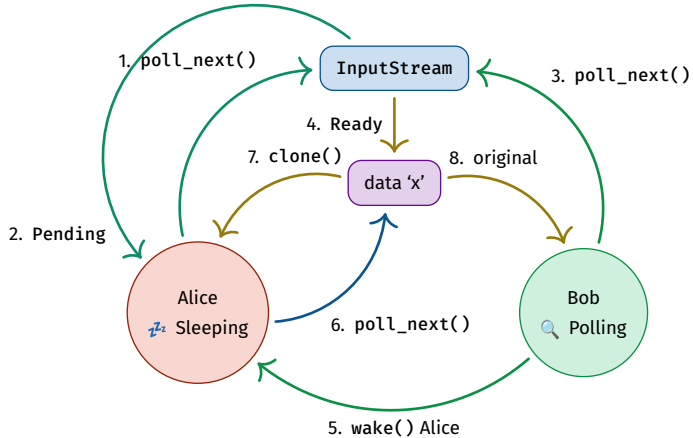 1. poll_next()
InputStream
3. poll_next()
4. Ready
7. clone()
8. original
data ‘x’
2. Pending
Alice
💤 Sleeping
Bob
🔍 Polling
6. poll_next()
5. wake() Alice